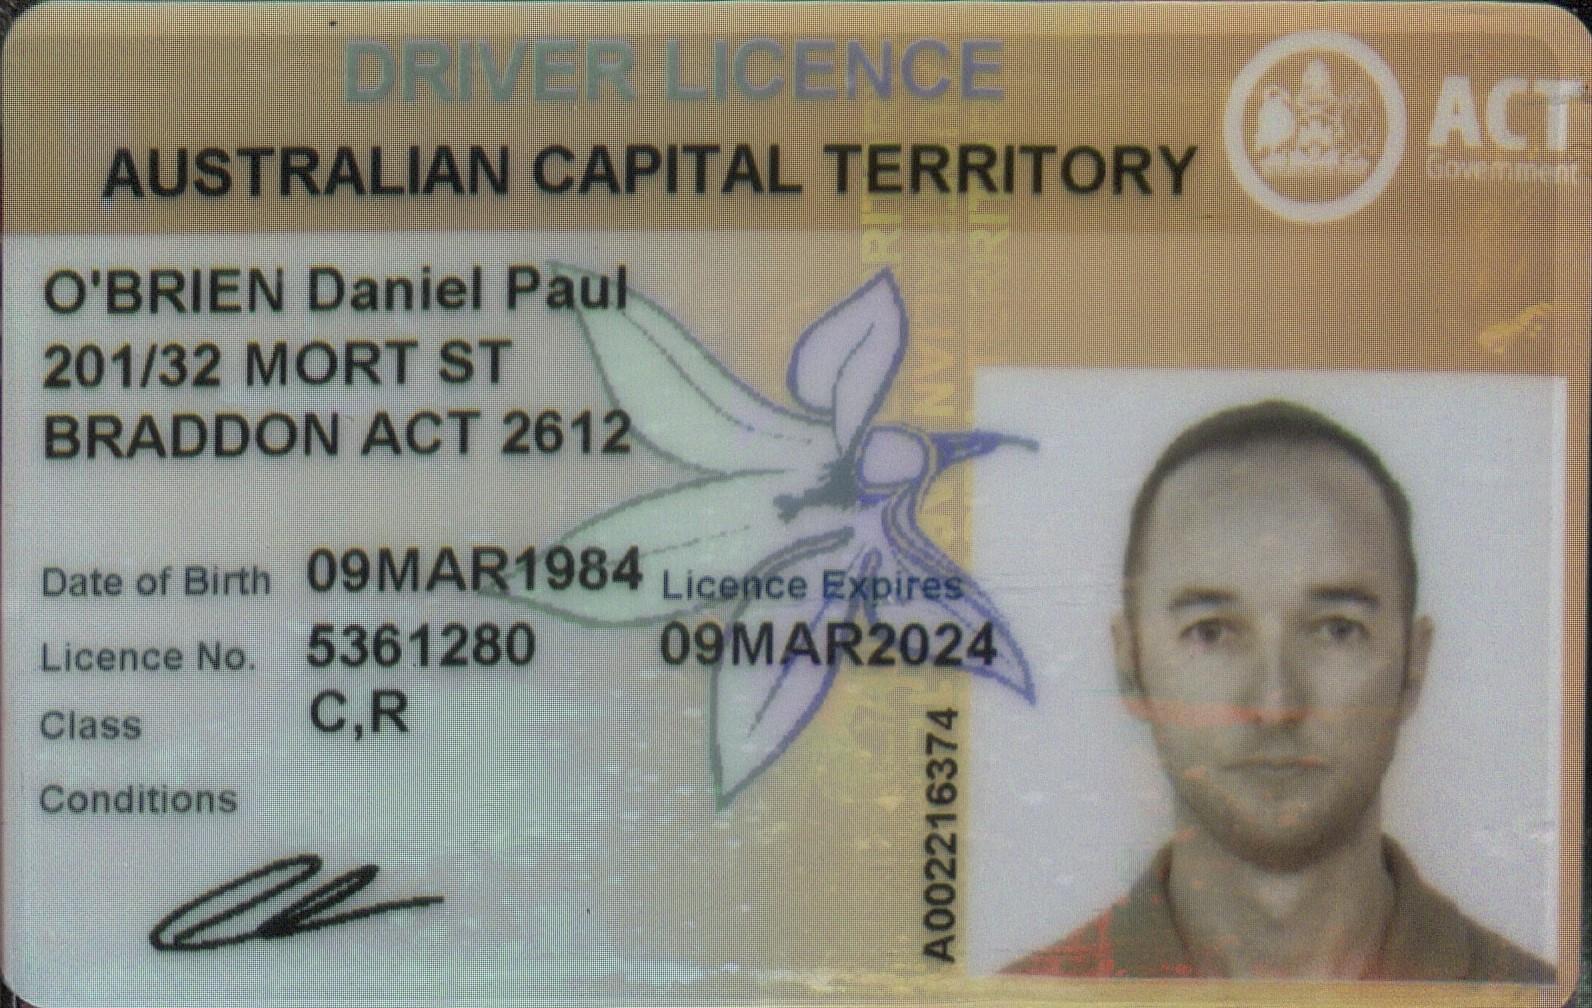 DRIVER LICENCE
AUSTRALIAN CAPITAL TERRITORY
ACT
Government
O'BRIEN Daniel Paul
201/32 MORT ST
BRADDON ACT 2612
Date of Birth 09MAR1984
Licence Expires
Licence No. 5361280
09MAR2024
Class C,R
Conditions
A002216374